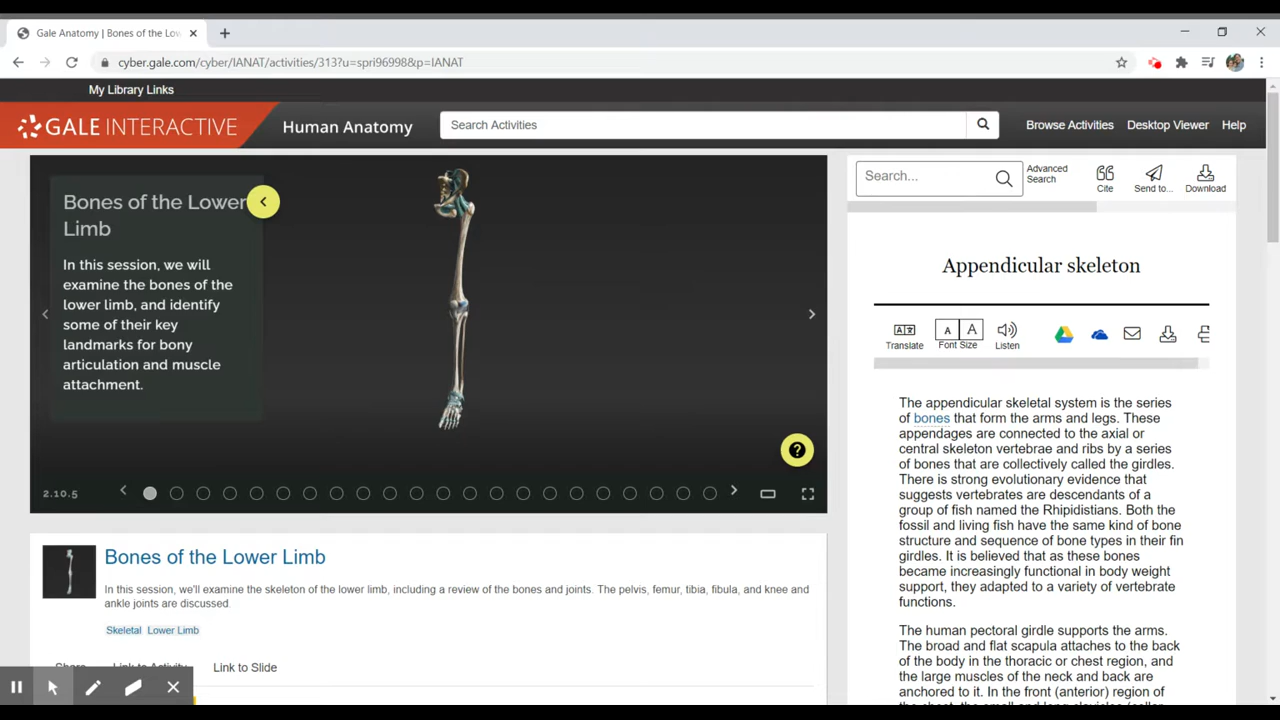 Gale Anatomy | Bones of the Low
cyber.gale.com/cyber/IANAT/activities/313?u=spri96998&p=IANAT
My Library Links
GALE INTERACTIVE
Human Anatomy
Search Activities
Browse Activities
Desktop Viewer
Help
Bones of the Lower
Limb
In this session, we will
examine the bones of the
lower limb, and identify
some of their key
landmarks for bony
articulation and muscle
attachment.
?
2.10.5
Bones of the Lower Limb
In this session, we'll examine the skeleton of the lower limb, including a review of the bones and joints. The pelvis, femur, tibia, fibula, and knee and
ankle joints are discussed.
Skeletal Lower Limb
Share Link to Activity Link to Slide
Search...
Advanced
Search
Cite
Send to...
Download
Appendicular skeleton
Translate
A A
Font Size
Listen
The appendicular skeletal system is the series
of bones that form the arms and legs. These
appendages are connected to the axial or
central skeleton vertebrae and ribs by a series
of bones that are collectively called the girdles.
There is strong evolutionary evidence that
suggests vertebrates are descendants of a
group of fish named the Rhipidistians. Both the
fossil and living fish have the same kind of bone
structure and sequence of bone types in their fin
girdles. It is believed that as these bones
became increasingly functional in body weight
support, they adapted to a variety of vertebrate
functions.
The human pectoral girdle supports the arms.
The broad and flat scapula attaches to the back
of the body in the thoracic or chest region, and
the large muscles of the neck and back are
anchored to it. In the front (anterior) region of
the chest, the small and long clavicles (collar